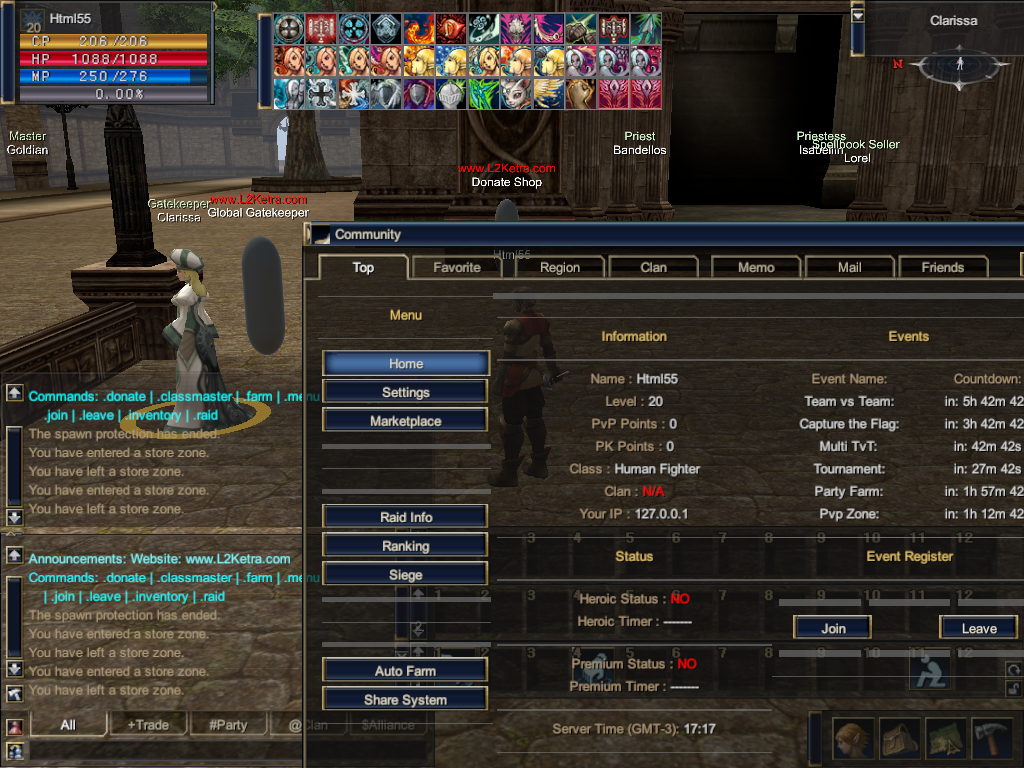 Html55
20
CP 206/206
HP 1088/1088
MP 250/276
0.00%
Clarissa
N
Master
Goldian
Priest
Bandellos
Priestess
Spellbook Seller
Lorel
www.L2Ketra.com
Donate Shop
Gatekeeper
Clarissa
www.L2Ketra.com
Global Gatekeeper
Html55
Community
Top Favorite Region Clan Memo Mail Friends
Menu
Home
Settings
Marketplace
Raid Info
Ranking
Siege
Auto Farm
Share System
Information
Name : Html55
Level : 20
PvP Points : 0
PK Points : 0
Class : Human Fighter
Clan : N/A
Your IP : 127.0.0.1
Status
Heroic Status : NO
Heroic Timer : ------
Premium Status : NO
Premium Timer : ------
Server Time (GMT-3): 17:17
Events
Event Name: Countdown:
Team vs Team: in: 5h 42m 42
Capture the Flag: in: 3h 42m 42
Multi TvT: in: 42m 42s
Tournament: in: 27m 42s
Party Farm: in: 1h 57m 42
Pvp Zone: in: 1h 12m 42
Event Register
Join Leave
Commands: .donate | .classmaster | .farm | .menu
.join | .leave | .inventory | .raid
The spawn protection has ended.
You have entered a store zone.
You have left a store zone.
You have entered a store zone.
You have left a store zone.
Announcements: Website: www.L2Ketra.com
Commands: .donate | .classmaster | .farm | .menu
| .join | .leave | .inventory | .raid
The spawn protection has ended.
You have entered a store zone.
You have left a store zone.
You have entered a store zone.
You have left a store zone.
All +Trade #Party @Clan $Alliance